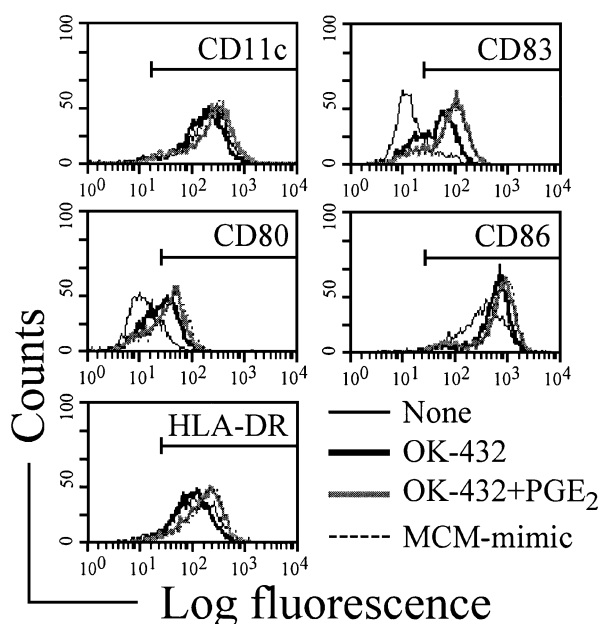 100
50
0
CD11c
10^0 10^1 10^2 10^3 10^4
100
50
0
CD83
10^0 10^1 10^2 10^3 10^4
100
50
0
CD80
10^0 10^1 10^2 10^3 10^4
100
50
0
CD86
10^0 10^1 10^2 10^3 10^4
100
50
0
HLA-DR
10^0 10^1 10^2 10^3 10^4
None
OK-432
OK-432+PGE₂
MCM-mimic
Counts
Log fluorescence